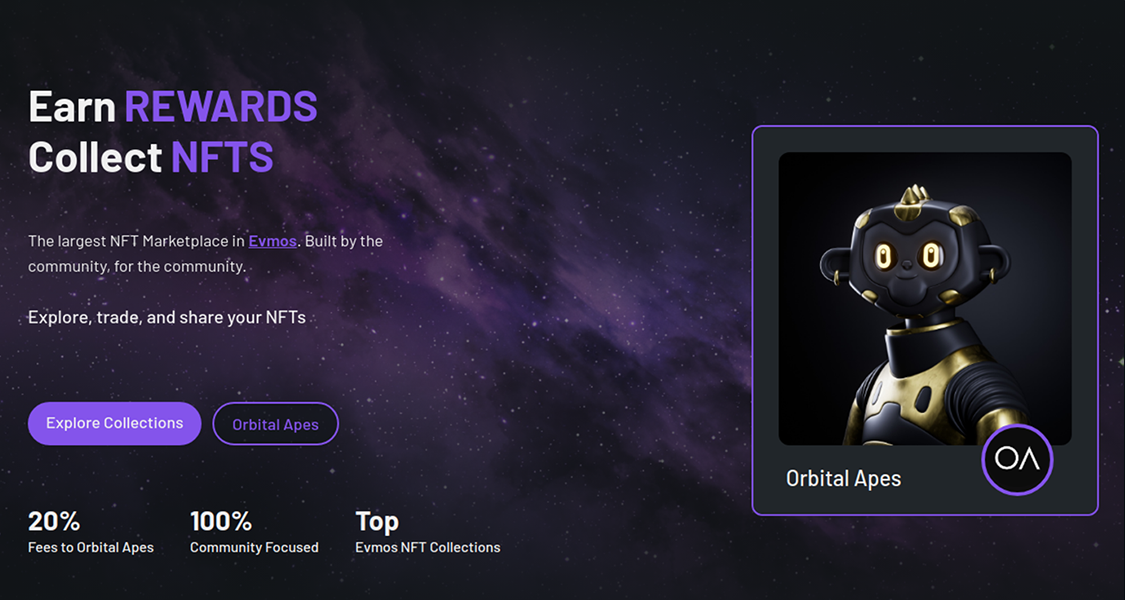 Earn REWARDS
Collect NFTS
The largest NFT Marketplace in Evmos. Built by the
community, for the community.
Explore, trade, and share your NFTs
Explore Collections
Orbital Apes
20%
Fees to Orbital Apes
100%
Community Focused
Top
Evmos NFT Collections
Orbital Apes
OA